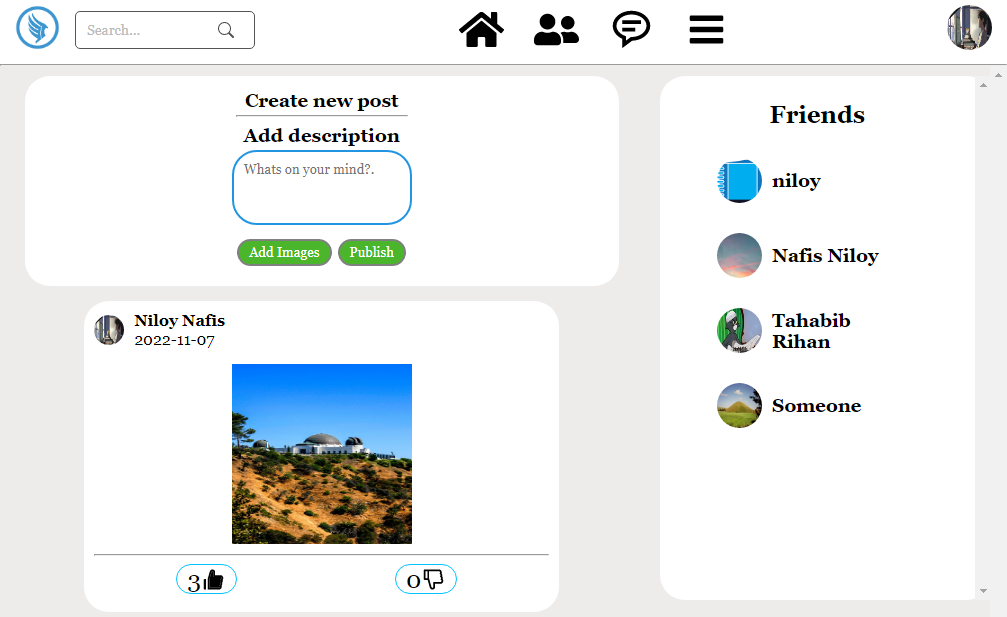 Search...
Create new post
Add description
Whats on your mind?.
Add Images
Publish
Niloy Nafis
2022-11-07
3
0
Friends
niloy
Nafis Niloy
Tahabib
Rihan
Someone